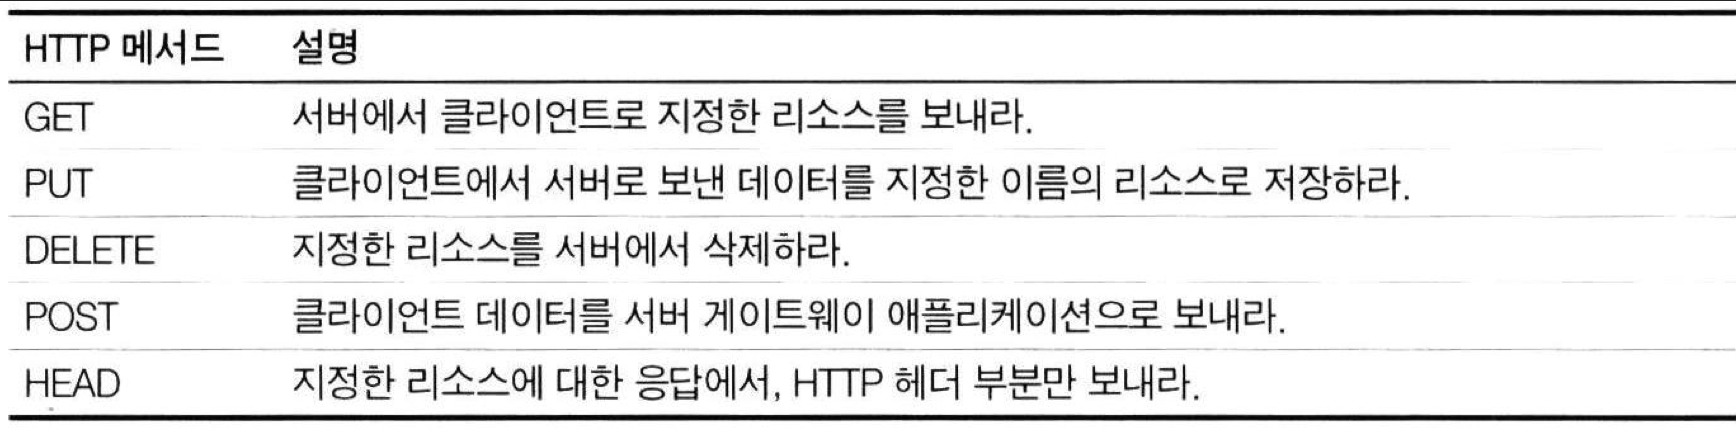 HTTP 메서드 설명
GET 서버에서 클라이언트로 지정한 리소스를 보내라.
PUT 클라이언트에서 서버로 보낸 데이터를 지정한 이름의 리소스로 저장하라.
DELETE 지정한 리소스를 서버에서 삭제하라.
POST 클라이언트 데이터를 서버 게이트웨이 애플리케이션으로 보내라.
HEAD 지정한 리소스에 대한 응답에서, HTTP 헤더 부분만 보내라.